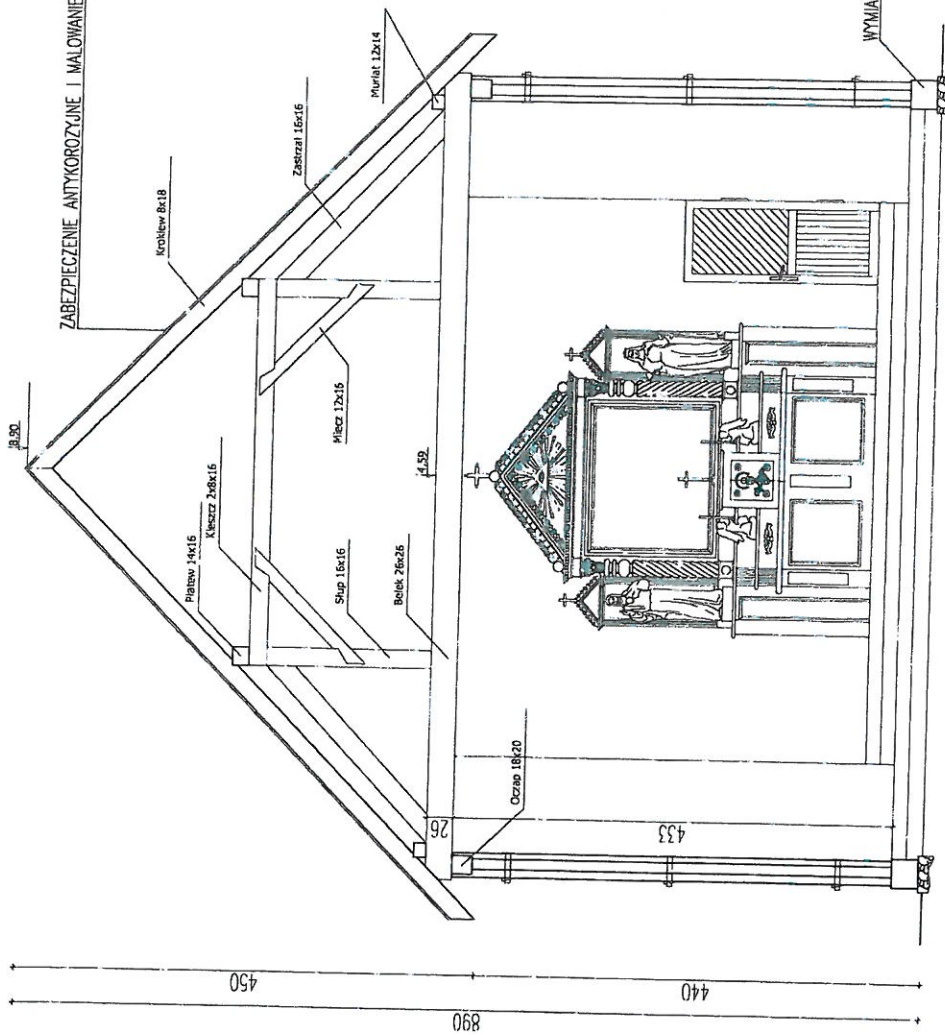 ZABEZPIECZENIE ANTYKOROZYJNE I MALOWANIE
8.90
Krokiew 8x18
Murłat 12x14
Zastrzał 16x16
Płatew 14x16
Kleszcz 2x8x16
Miecz 12x16
Słup 16x16
4.59
Belek 26x26
Oczap 18x20
WYMIA
26
433
450
440
890